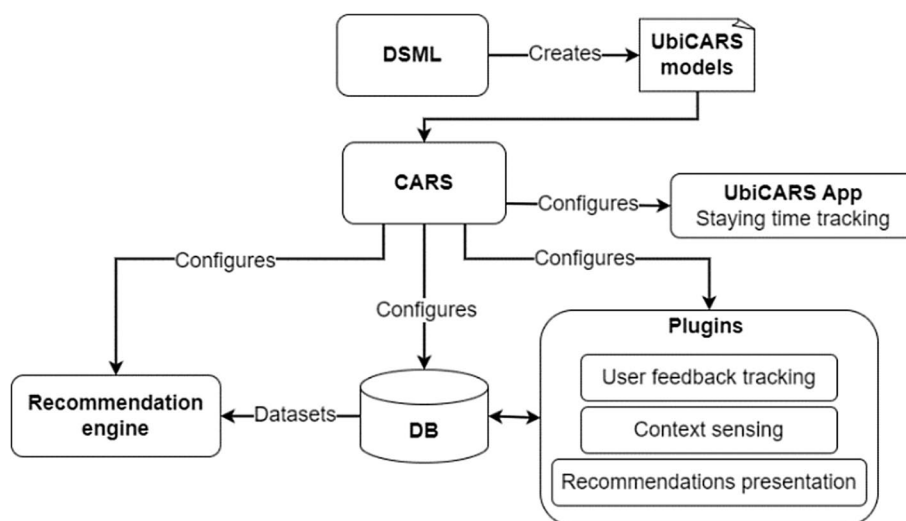 DSML
Creates
UbiCARS
models
CARS
Configures
UbiCARS App
Staying time tracking
Configures
Configures
Configures
Plugins
User feedback tracking
Context sensing
Recommendations presentation
Recommendation
engine
Datasets
DB